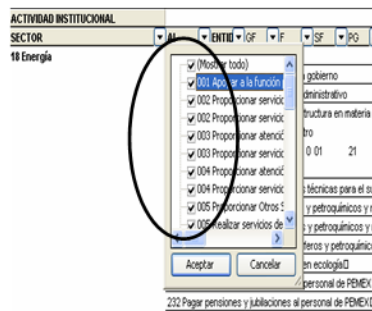 ACTIVIDAD INSTITUCIONAL
SECTOR AI ENTID GF F SF PG
18 Energía
(Mostrar todo)
001 Apoyar a la función
002 Proporcionar servicio
002 Proporcionar servicio
003 Proporcionar atenció
003 Proporcionar servicio
004 Proporcionar atenció
004 Proporcionar servicio
005 Proporcionar Otros S
005 Realizar servicios de
Aceptar Cancelar
gobierno
dministrativo
tructura en materia
tro
0 01 21
técnicas para el su
y petroquímicos y
y petroquímicos y
feros y petroquímic
en ecología
personal de PEMEX
232 Pagar pensiones y jubilaciones al personal de PEMEX